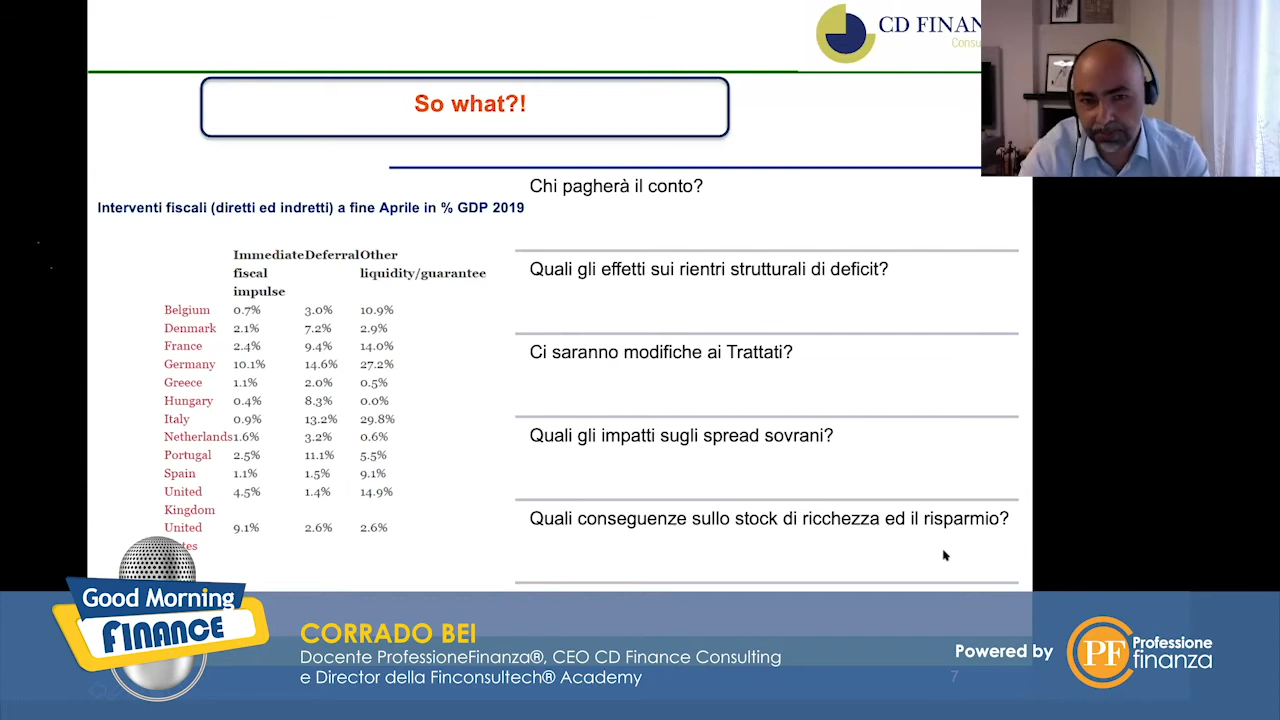 CD FINAN
Consu
So what?!
Chi pagherà il conto?
Interventi fiscali (diretti ed indretti) a fine Aprile in % GDP 2019
Immediate fiscal impulse Deferral Other liquidity/guarantee
Belgium 0.7% 3.0% 10.9%
Denmark 2.1% 7.2% 2.9%
France 2.4% 9.4% 14.0%
Germany 10.1% 14.6% 27.2%
Greece 1.1% 2.0% 0.5%
Hungary 0.4% 8.3% 0.0%
Italy 0.9% 13.2% 29.8%
Netherlands 1.6% 3.2% 0.6%
Portugal 2.5% 11.1% 5.5%
Spain 1.1% 1.5% 9.1%
United 4.5% 1.4% 14.9%
Kingdom
United 9.1% 2.6% 2.6%
tes
Quali gli effetti sui rientri strutturali di deficit?
Ci saranno modifiche ai Trattati?
Quali gli impatti sugli spread sovrani?
Quali conseguenze sullo stock di ricchezza ed il risparmio?
Good Morning
FINANCE
CORRADO BEI
Docente ProfessioneFinanza®, CEO CD Finance Consulting
e Director della Finconsultech® Academy
Powered by
PF
Professione
finanza
7